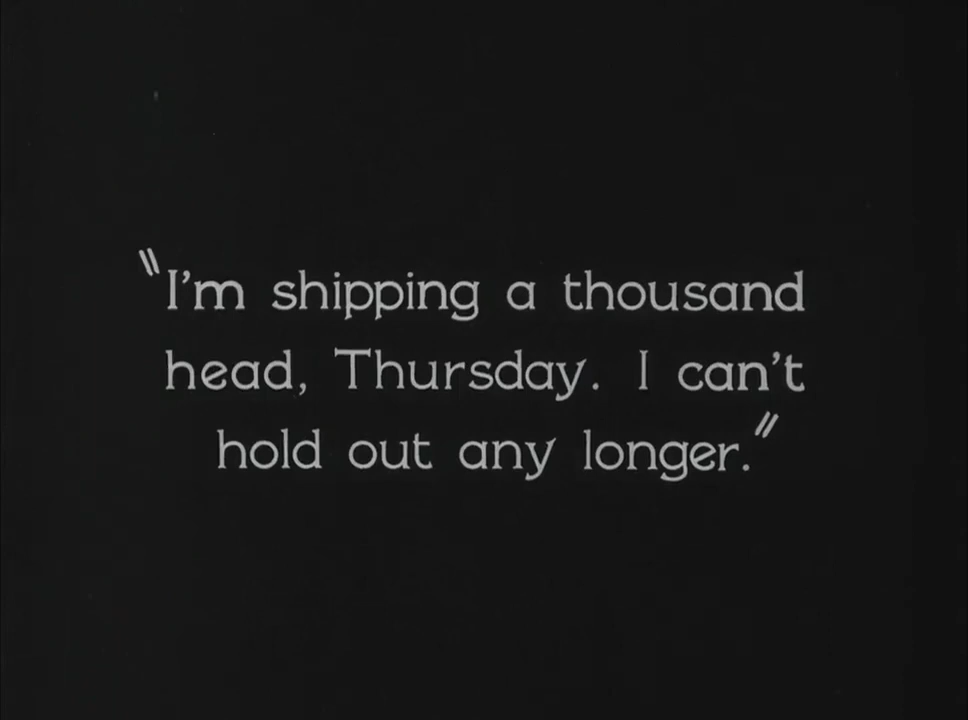 "I'm shipping a thousand
head, Thursday. I can't
hold out any longer."